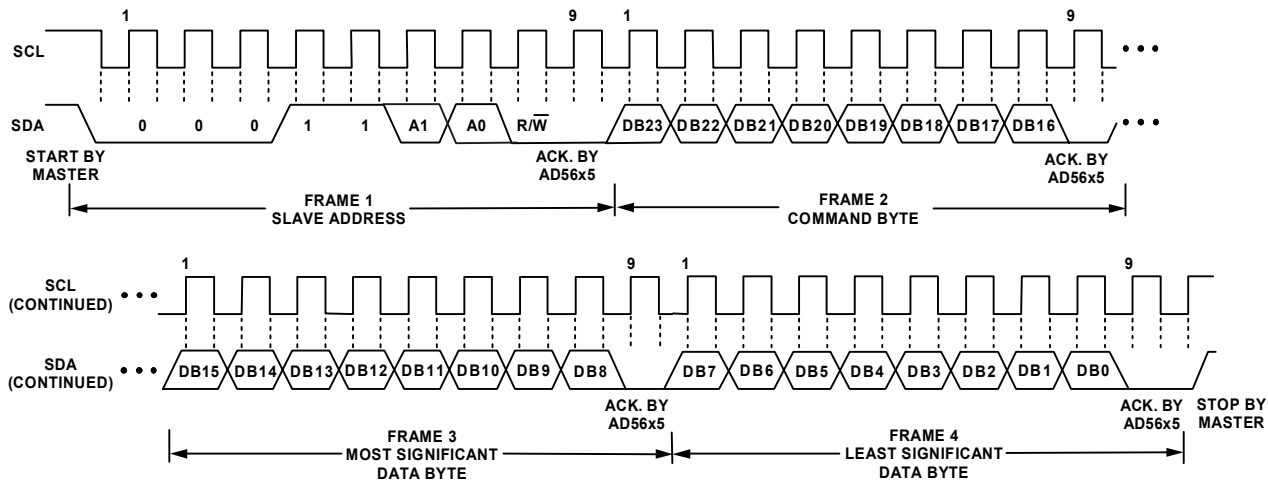 1 9 1 9
SCL
SDA
0 0 0 1 1 A1 A0 R/W̅ DB23 DB22 DB21 DB20 DB19 DB18 DB17 DB16
START BY
MASTER
ACK. BY
AD56x5
ACK. BY
AD56x5
FRAME 1
SLAVE ADDRESS
FRAME 2
COMMAND BYTE
1 9 1 9
SCL
(CONTINUED)
SDA
(CONTINUED)
DB15 DB14 DB13 DB12 DB11 DB10 DB9 DB8 DB7 DB6 DB5 DB4 DB3 DB2 DB1 DB0
ACK. BY
AD56x5
ACK. BY
AD56x5
STOP BY
MASTER
FRAME 3
MOST SIGNIFICANT
DATA BYTE
FRAME 4
LEAST SIGNIFICANT
DATA BYTE